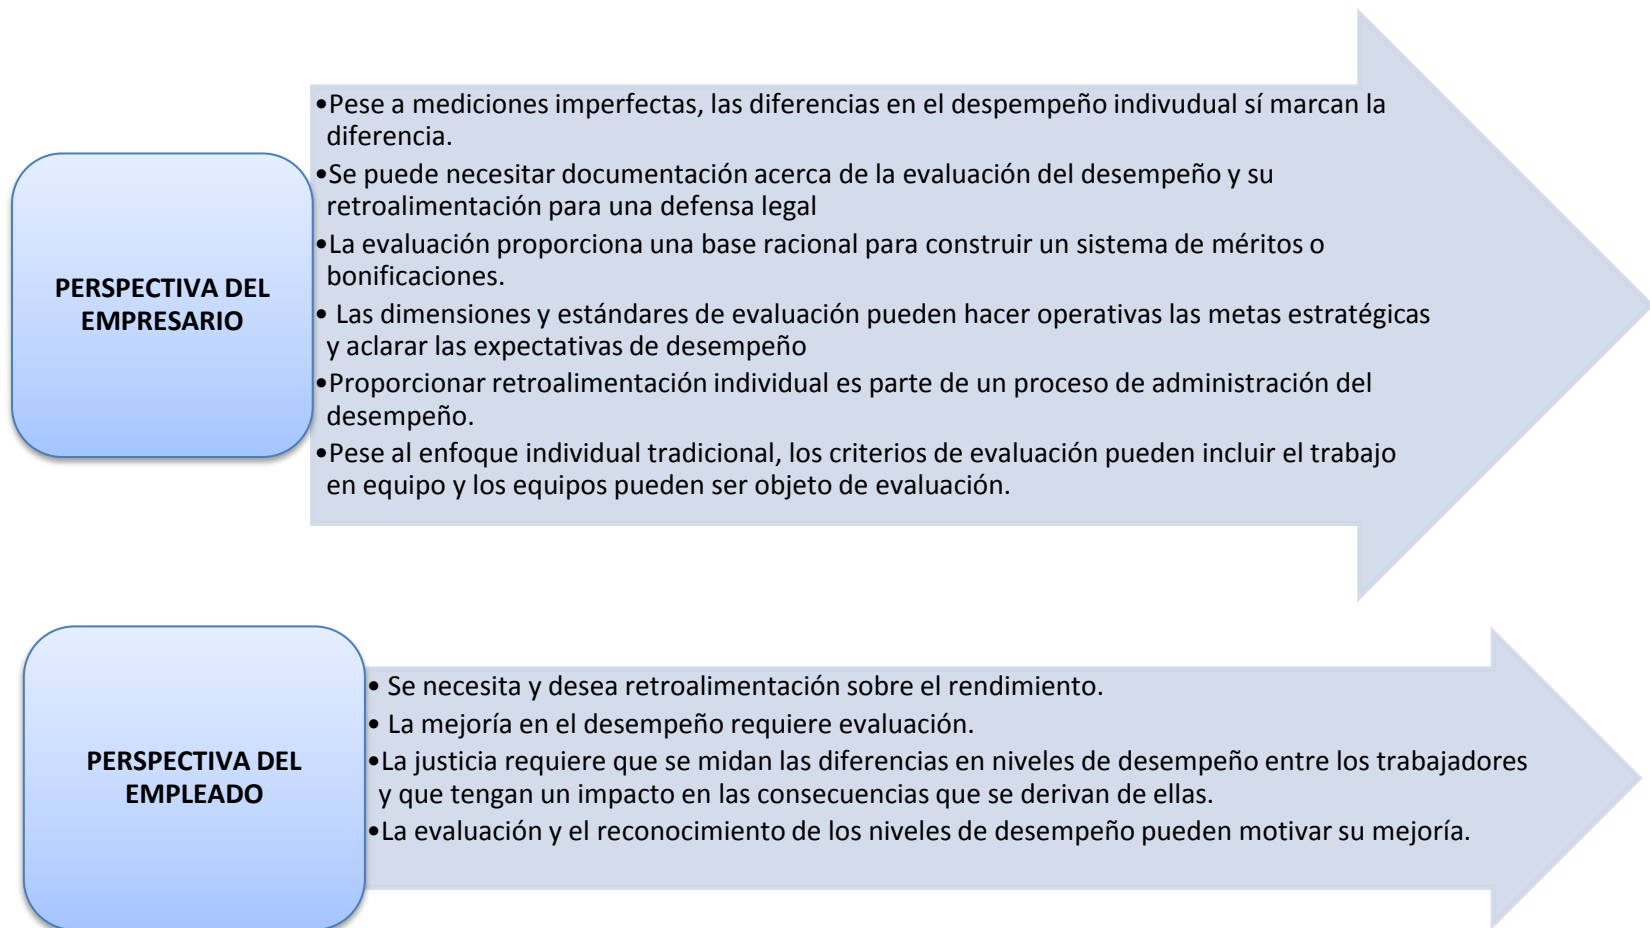 PERSPECTIVA DEL
EMPRESARIO
•Pese a mediciones imperfectas, las diferencias en el despempeño indivudual sí marcan la
diferencia.
•Se puede necesitar documentación acerca de la evaluación del desempeño y su
retroalimentación para una defensa legal
•La evaluación proporciona una base racional para construir un sistema de méritos o
bonificaciones.
• Las dimensiones y estándares de evaluación pueden hacer operativas las metas estratégicas
y aclarar las expectativas de desempeño
•Proporcionar retroalimentación individual es parte de un proceso de administración del
desempeño.
•Pese al enfoque individual tradicional, los criterios de evaluación pueden incluir el trabajo
en equipo y los equipos pueden ser objeto de evaluación.
PERSPECTIVA DEL
EMPLEADO
• Se necesita y desea retroalimentación sobre el rendimiento.
• La mejoría en el desempeño requiere evaluación.
•La justicia requiere que se midan las diferencias en niveles de desempeño entre los trabajadores
y que tengan un impacto en las consecuencias que se derivan de ellas.
•La evaluación y el reconocimiento de los niveles de desempeño pueden motivar su mejoría.